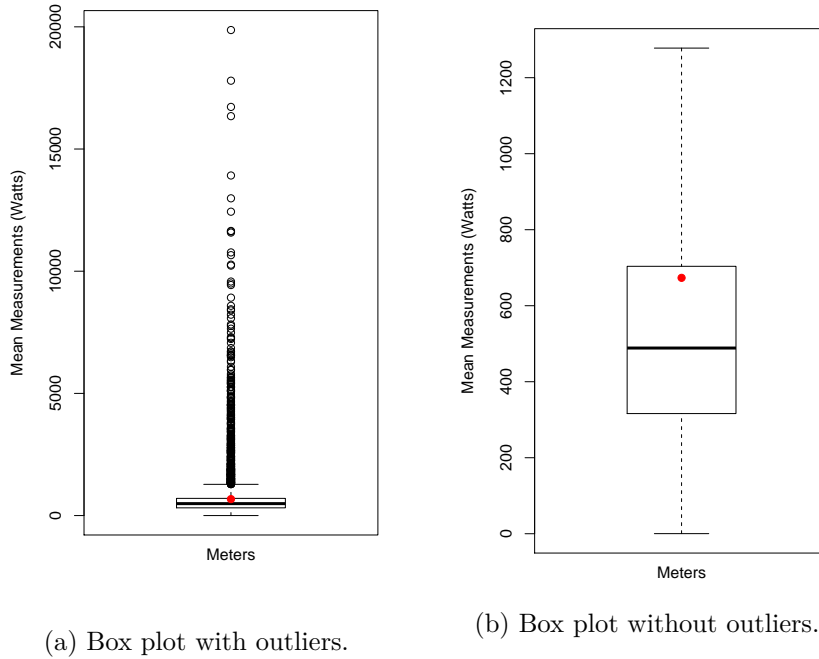 20000
15000
10000
5000
0
Mean Measurements (Watts)
Meters
(a) Box plot with outliers.
1200
1000
800
600
400
200
0
Mean Measurements (Watts)
Meters
(b) Box plot without outliers.